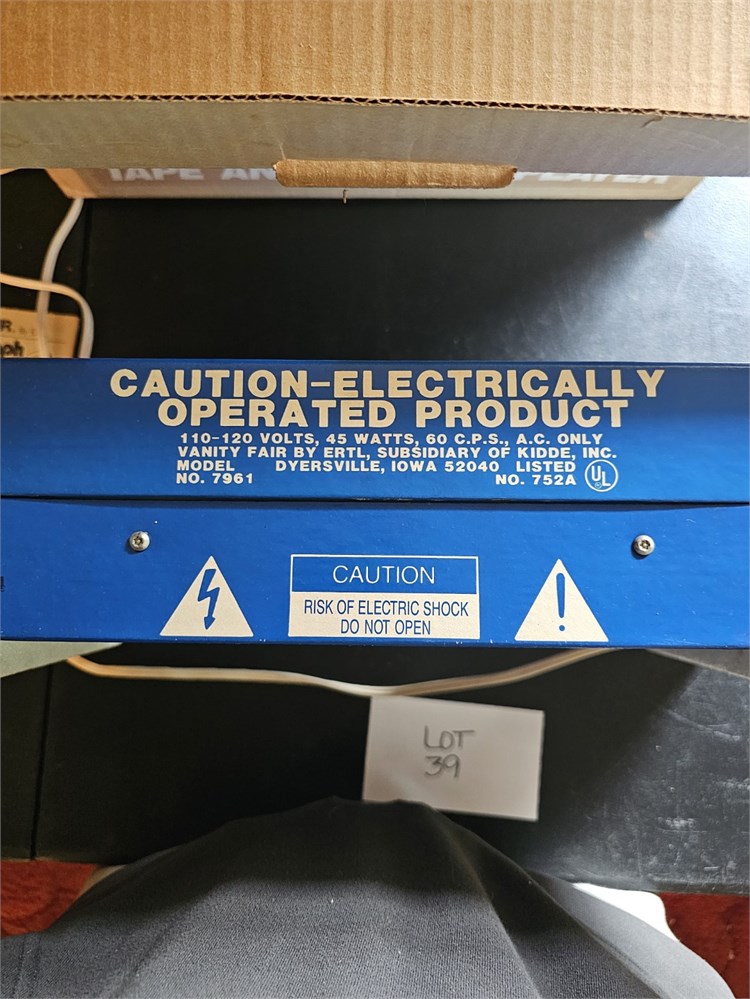 TAPE AN
CAUTION-ELECTRICALLY
OPERATED PRODUCT
110-120 VOLTS, 45 WATTS, 60 C.P.S., A.C. ONLY
VANITY FAIR BY ERTL, SUBSIDIARY OF KIDDE, INC.
MODEL DYERSVILLE, IOWA 52040 LISTED
NO. 7961 NO. 752A UL
CAUTION
RISK OF ELECTRIC SHOCK
DO NOT OPEN
LOT
39